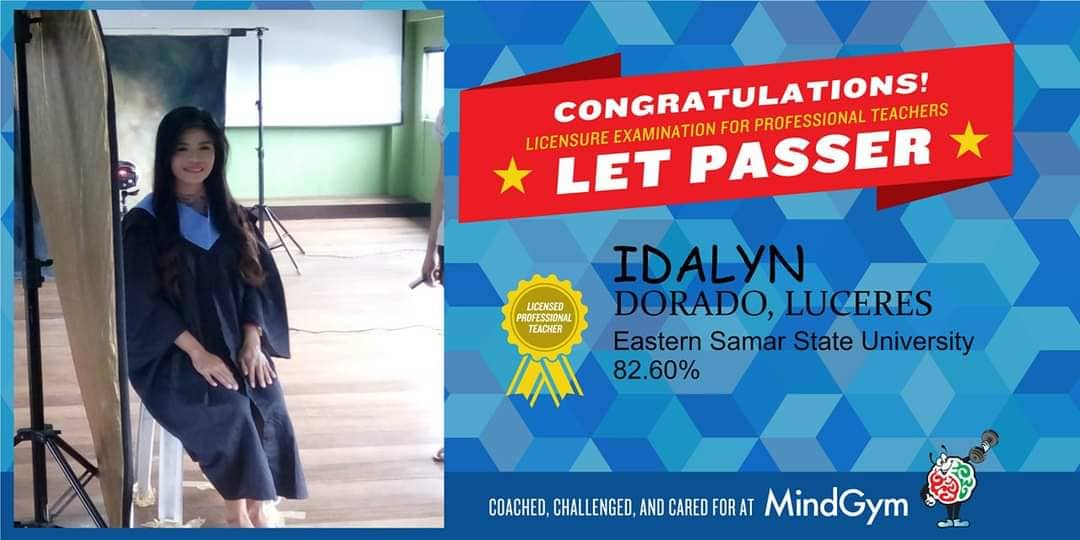 CONGRATULATIONS!
LICENSURE EXAMINATION FOR PROFESSIONAL TEACHERS
LET PASSER
IDALYN
DORADO, LUCERES
Eastern Samar State University
82.60%
LICENSED
PROFESSIONAL
TEACHER
COACHED, CHALLENGED, AND CARED FOR AT MindGym